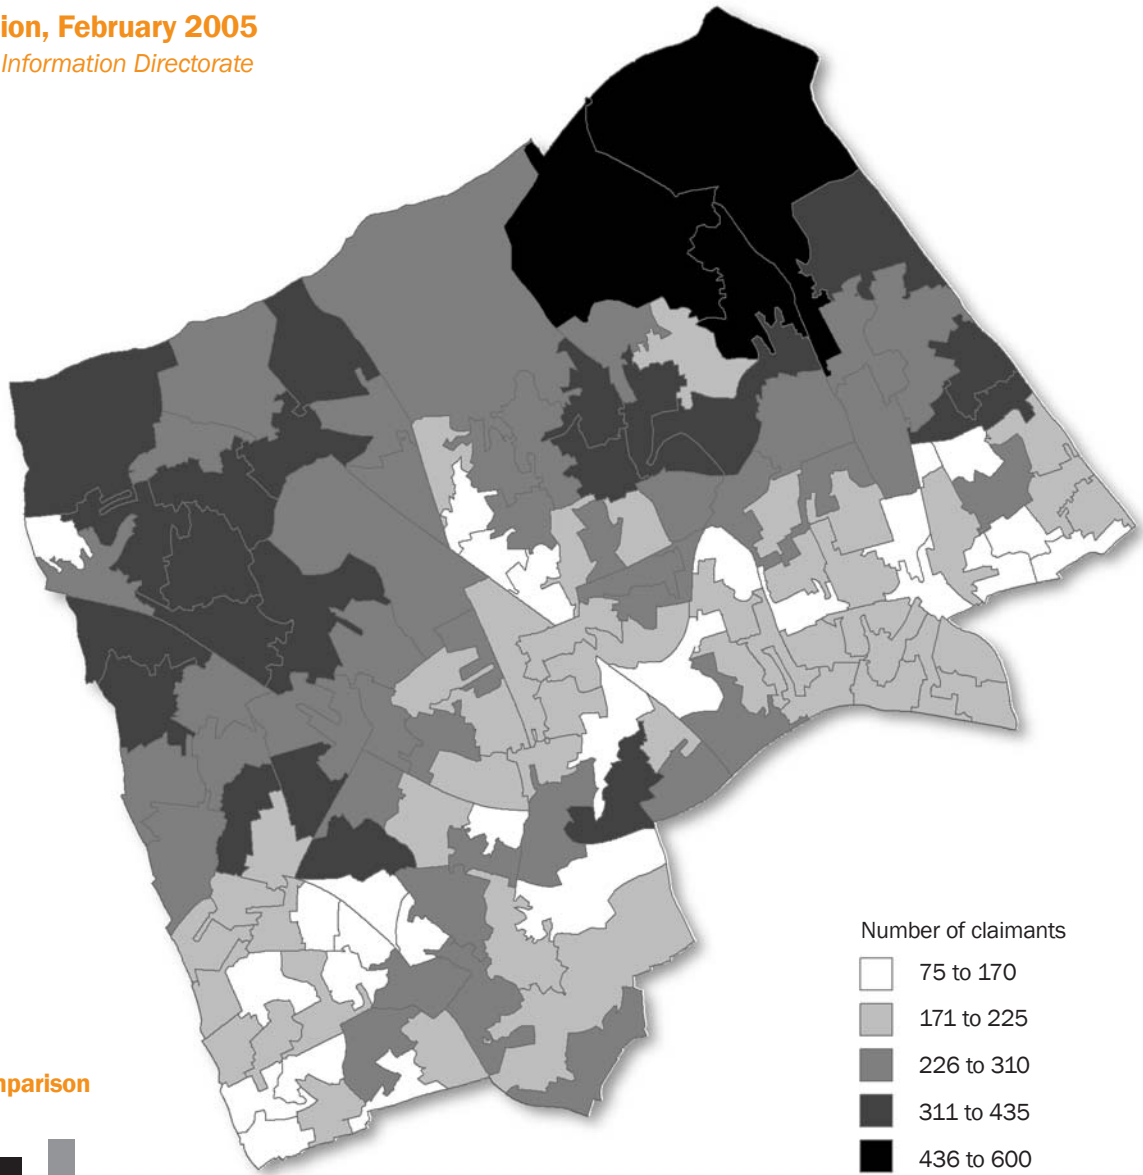 ion, February 2005
Information Directorate
Number of claimants
75 to 170
171 to 225
226 to 310
311 to 435
436 to 600
nparison